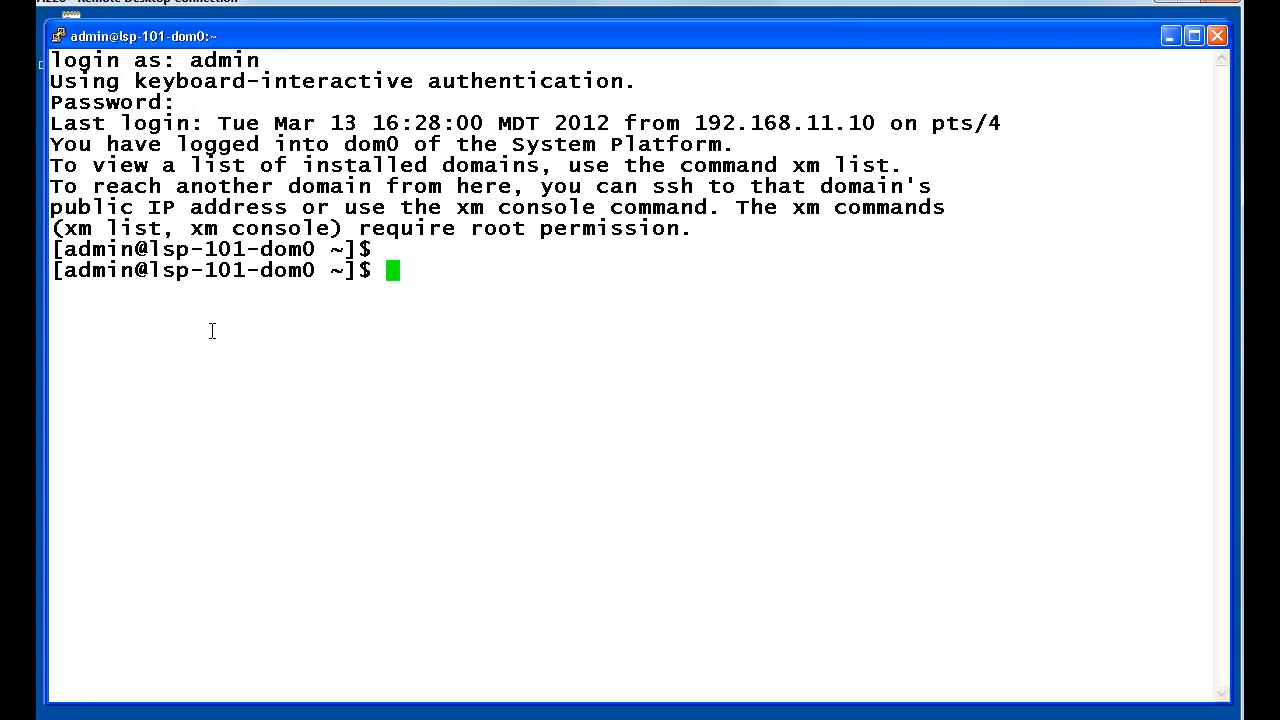 Remote Desktop Connection
admin@lsp-101-dom0:~
login as: admin
Using keyboard-interactive authentication.
Password:
Last login: Tue Mar 13 16:28:00 MDT 2012 from 192.168.11.10 on pts/4
You have logged into dom0 of the System Platform.
To view a list of installed domains, use the command xm list.
To reach another domain from here, you can ssh to that domain's
public IP address or use the xm console command. The xm commands
(xm list, xm console) require root permission.
[admin@lsp-101-dom0 ~]$
[admin@lsp-101-dom0 ~]$